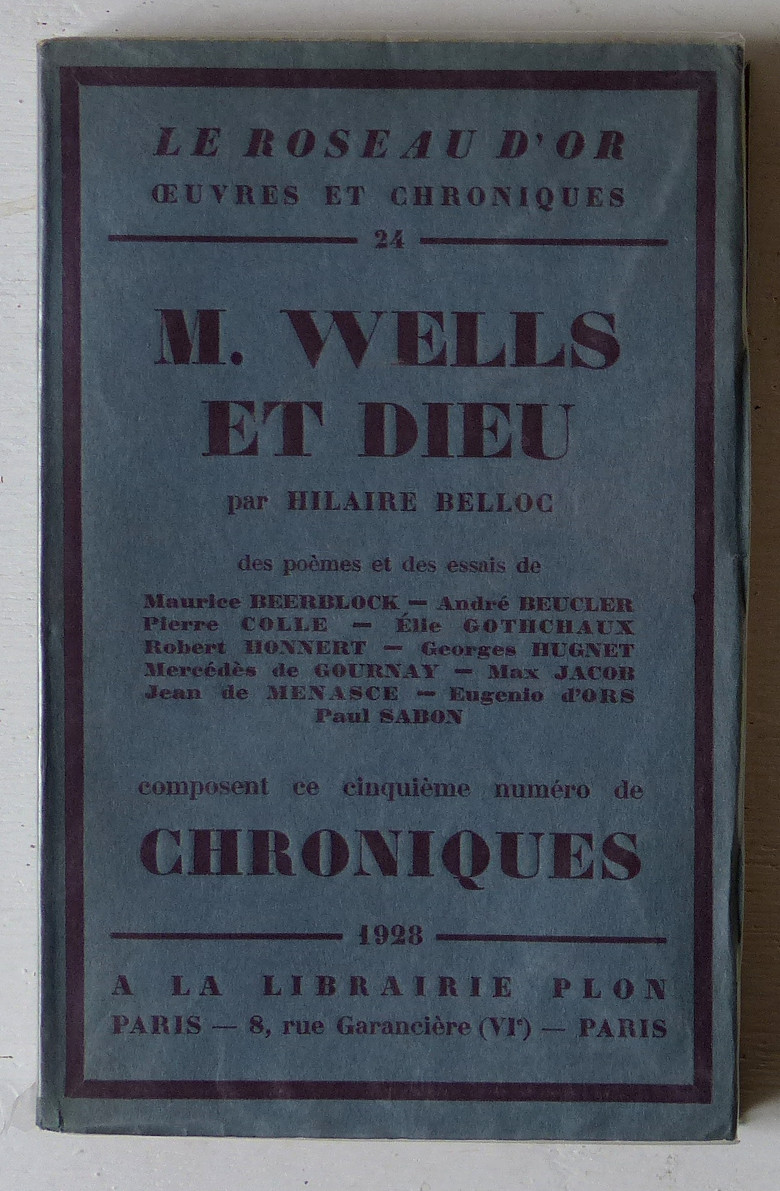 LE ROSEAU D'OR
ŒUVRES ET CHRONIQUES
24
M. WELLS
ET DIEU
par HILAIRE BELLOC
des poèmes et des essais de
Maurice BEERBLOCK — André BEUCLER
Pierre COLLE — Élie GOTHCHAUX
Robert HONNERT — Georges HUGNET
Mercédès de GOURNAY — Max JACOB
Jean de MENASCE — Eugenio d'ORS
Paul SABON
composent ce cinquième numéro de
CHRONIQUES
1928
A LA LIBRAIRIE PLON
PARIS — 8, rue Garancière (VIᵉ) — PARIS